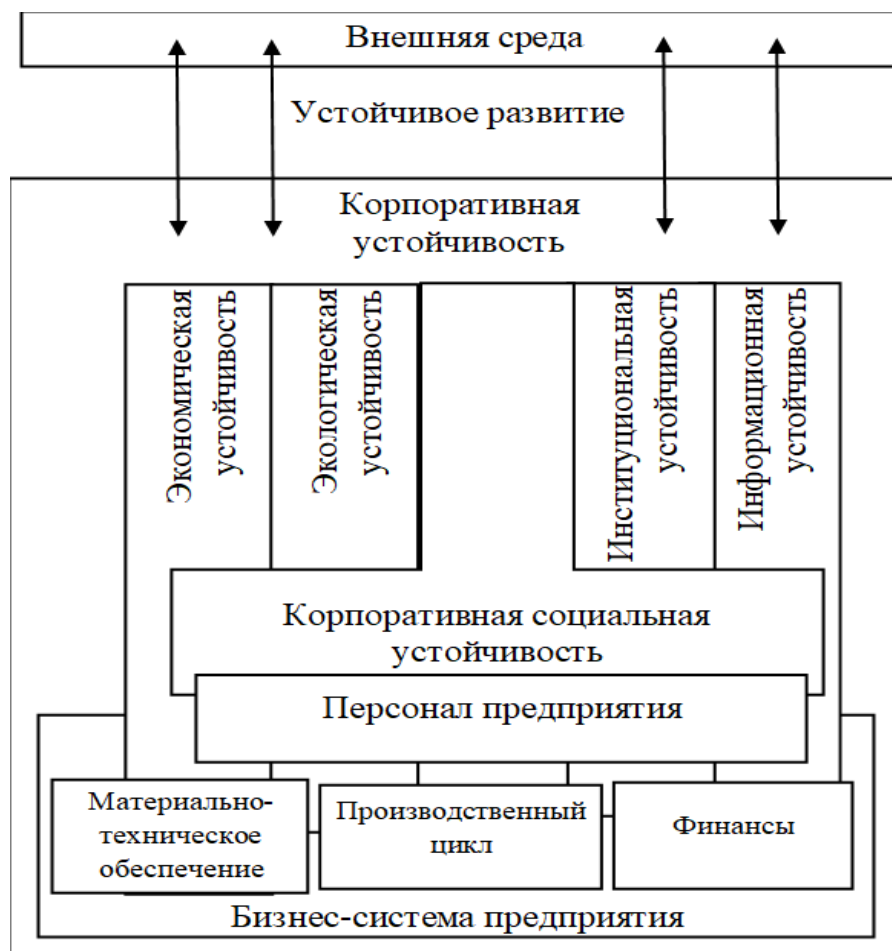 Внешняя среда
Устойчивое развитие
Корпоративная
устойчивость
Экономическая
устойчивость
Экологическая
устойчивость
Институциональная
устойчивость
Информационная
устойчивость
Корпоративная социальная
устойчивость
Персонал предприятия
Материально-
техническое
обеспечение
Производственный
цикл
Финансы
Бизнес-система предприятия